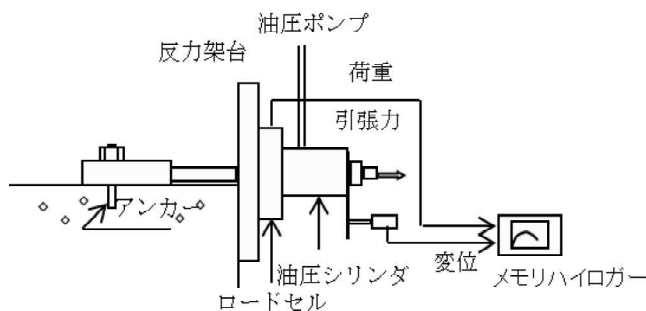 油圧ポンプ
反力架台
荷重
引張力
アンカー
油圧シリンダ
変位
メモリハイロガー
ロードセル